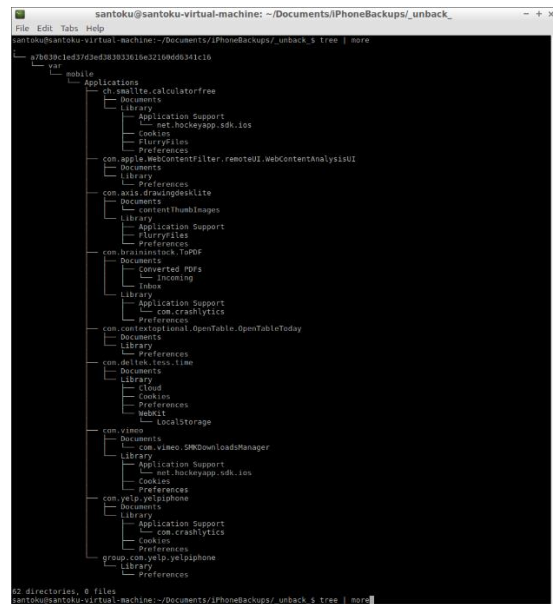 santoku@santoku-virtual-machine: ~/Documents/iPhoneBackups/_unback_
File Edit Tabs Help
santoku@santoku-virtual-machine:~/Documents/iPhoneBackups/_unback_$ tree | more
.
└── a7b030c1ed37d3ed383033616e32160dd6341c16
    └── var
        └── mobile
            └── Applications
                ├── ch.smallte.calculatorfree
                │   ├── Documents
                │   └── Library
                │       ├── Application Support
                │       │   └── net.hockeyapp.sdk.ios
                │       ├── Cookies
                │       ├── FlurryFiles
                │       └── Preferences
                ├── com.apple.WebContentFilter.remoteUI.WebContentAnalysisUI
                │   ├── Documents
                │   └── Library
                │       └── Preferences
                ├── com.axis.drawingdesklite
                │   ├── Documents
                │   │   └── contentThumbImages
                │   └── Library
                │       ├── Application Support
                │       ├── FlurryFiles
                │       └── Preferences
                ├── com.braininstock.ToPDF
                │   ├── Documents
                │   │   ├── Converted PDFs
                │   │   │   └── Incoming
                │   │   └── Inbox
                │   └── Library
                │       ├── Application Support
                │       │   └── com.crashlytics
                │       └── Preferences
                ├── com.contextoptional.OpenTable.OpenTableToday
                │   ├── Documents
                │   └── Library
                │       └── Preferences
                ├── com.deltek.tess.time
                │   ├── Documents
                │   └── Library
                │       ├── Cloud
                │       ├── Cookies
                │       ├── Preferences
                │       └── WebKit
                │           └── LocalStorage
                ├── com.vimeo
                │   ├── Documents
                │   │   └── com.vimeo.SMKDownloadsManager
                │   └── Library
                │       ├── Application Support
                │       │   └── net.hockeyapp.sdk.ios
                │       ├── Cookies
                │       └── Preferences
                ├── com.yelp.yelpiphone
                │   ├── Documents
                │   └── Library
                │       ├── Application Support
                │       │   └── com.crashlytics
                │       ├── Cookies
                │       └── Preferences
                └── group.com.yelp.yelpiphone
                    └── Library
                        └── Preferences

62 directories, 0 files
santoku@santoku-virtual-machine:~/Documents/iPhoneBackups/_unback_$ tree | more